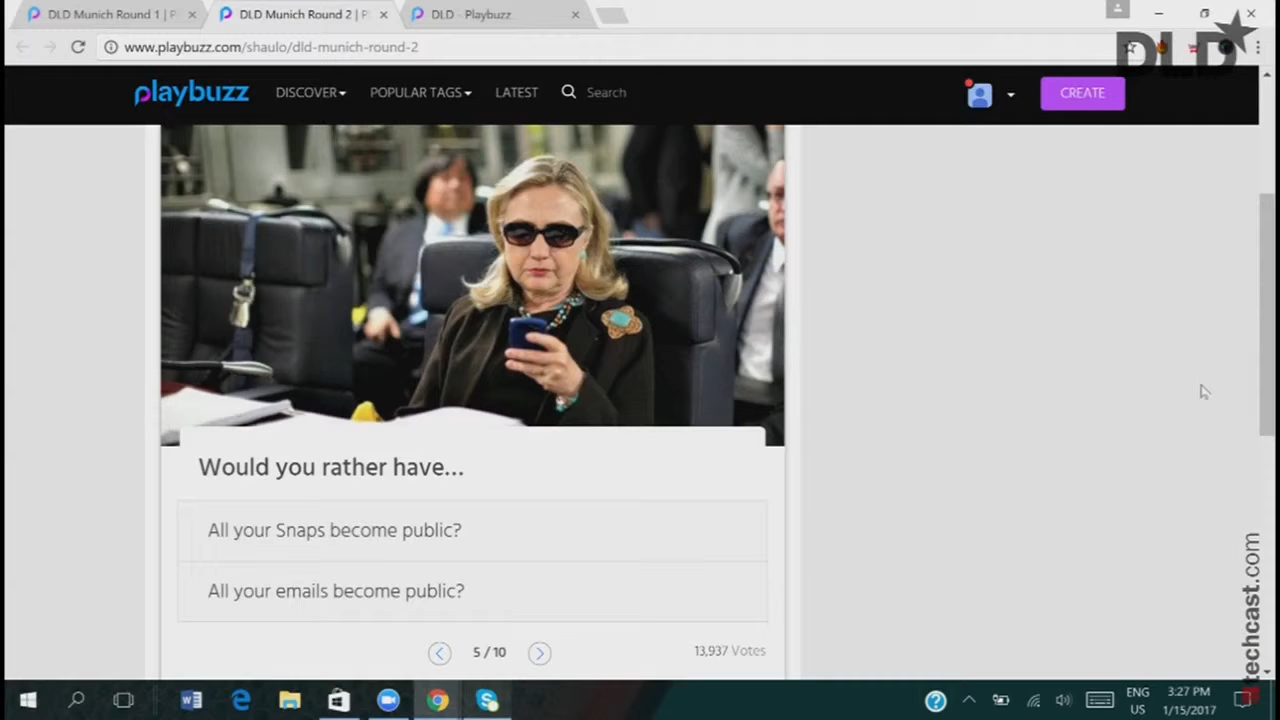 DLD Munich Round 1 | P
DLD Munich Round 2 | P
DLD - Playbuzz
DLD
www.playbuzz.com/shaulo/dld-munich-round-2
playbuzz
DISCOVER
POPULAR TAGS
LATEST
Search
CREATE
Would you rather have...
All your Snaps become public?
All your emails become public?
5 / 10
13,937 Votes
techcast.com
ENG
US
3:27 PM
1/15/2017